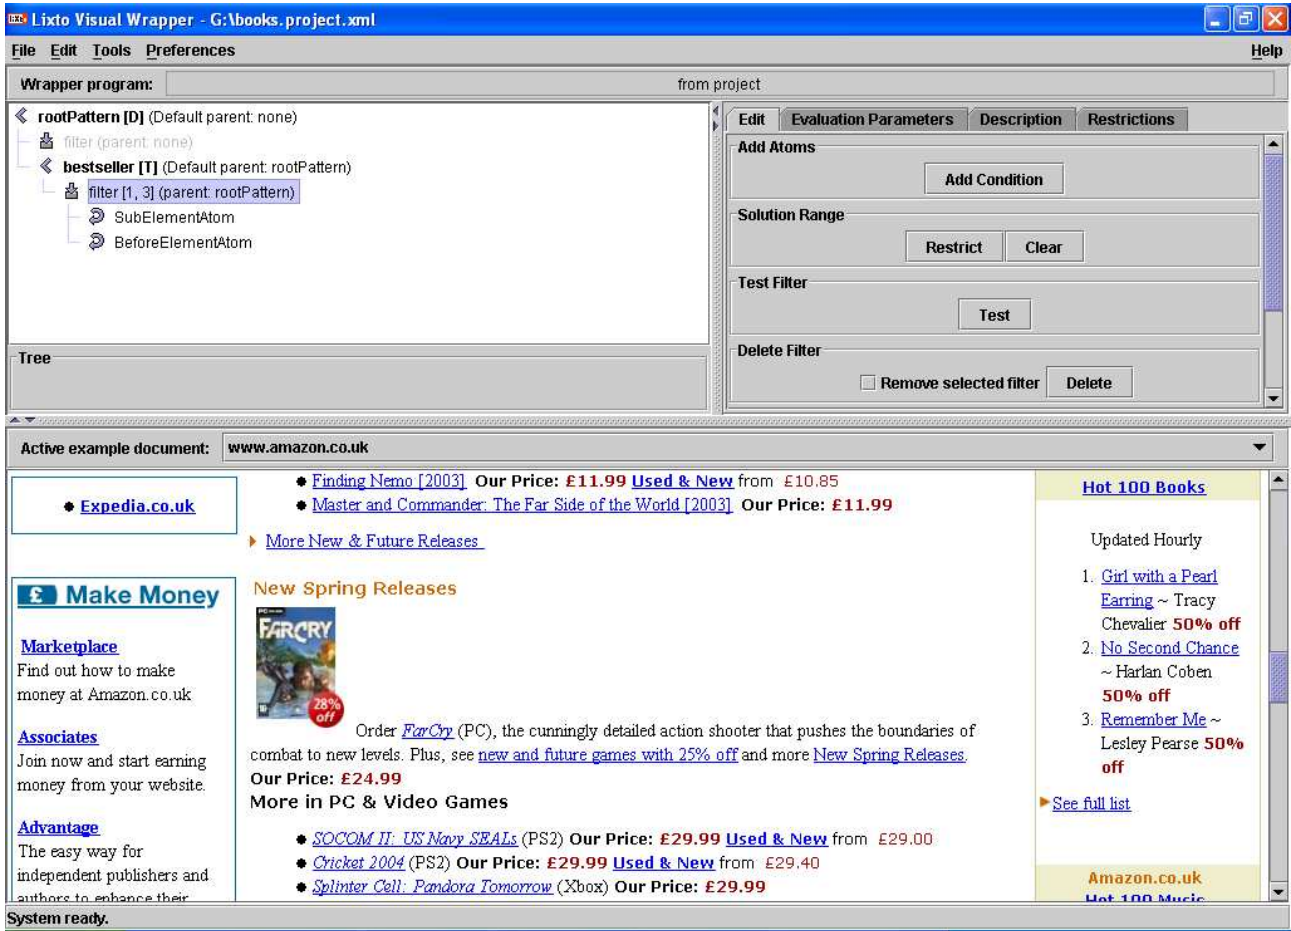 Lixto Visual Wrapper - G:\books.project.xml
File Edit Tools Preferences Help
Wrapper program: from project
rootPattern [D] (Default parent: none)
filter (parent: none)
bestseller [T] (Default parent: rootPattern)
filter [1, 3] (parent: rootPattern)
SubElementAtom
BeforeElementAtom
Tree
Edit Evaluation Parameters Description Restrictions
Add Atoms
Add Condition
Solution Range
Restrict Clear
Test Filter
Test
Delete Filter
Remove selected filter Delete
Active example document: www.amazon.co.uk
Expedia.co.uk
£ Make Money
Marketplace
Find out how to make
money at Amazon.co.uk
Associates
Join now and start earning
money from your website.
Advantage
The easy way for
independent publishers and
authors to enhance their
Finding Nemo [2003] Our Price: £11.99 Used & New from £10.85
Master and Commander: The Far Side of the World [2003] Our Price: £11.99
More New & Future Releases
New Spring Releases
FARCRY
28%
off
Order FarCry (PC), the cunningly detailed action shooter that pushes the boundaries of
combat to new levels. Plus, see new and future games with 25% off and more New Spring Releases.
Our Price: £24.99
More in PC & Video Games
SOCOM II: US Navy SEALs (PS2) Our Price: £29.99 Used & New from £29.00
Cricket 2004 (PS2) Our Price: £29.99 Used & New from £29.40
Splinter Cell: Pandora Tomorrow (Xbox) Our Price: £29.99
Hot 100 Books
Updated Hourly
1. Girl with a Pearl
Earring ~ Tracy
Chevalier 50% off
2. No Second Chance
~ Harlan Coben
50% off
3. Remember Me ~
Lesley Pearse 50%
off
See full list
Amazon.co.uk
Hot 100 Music
System ready.